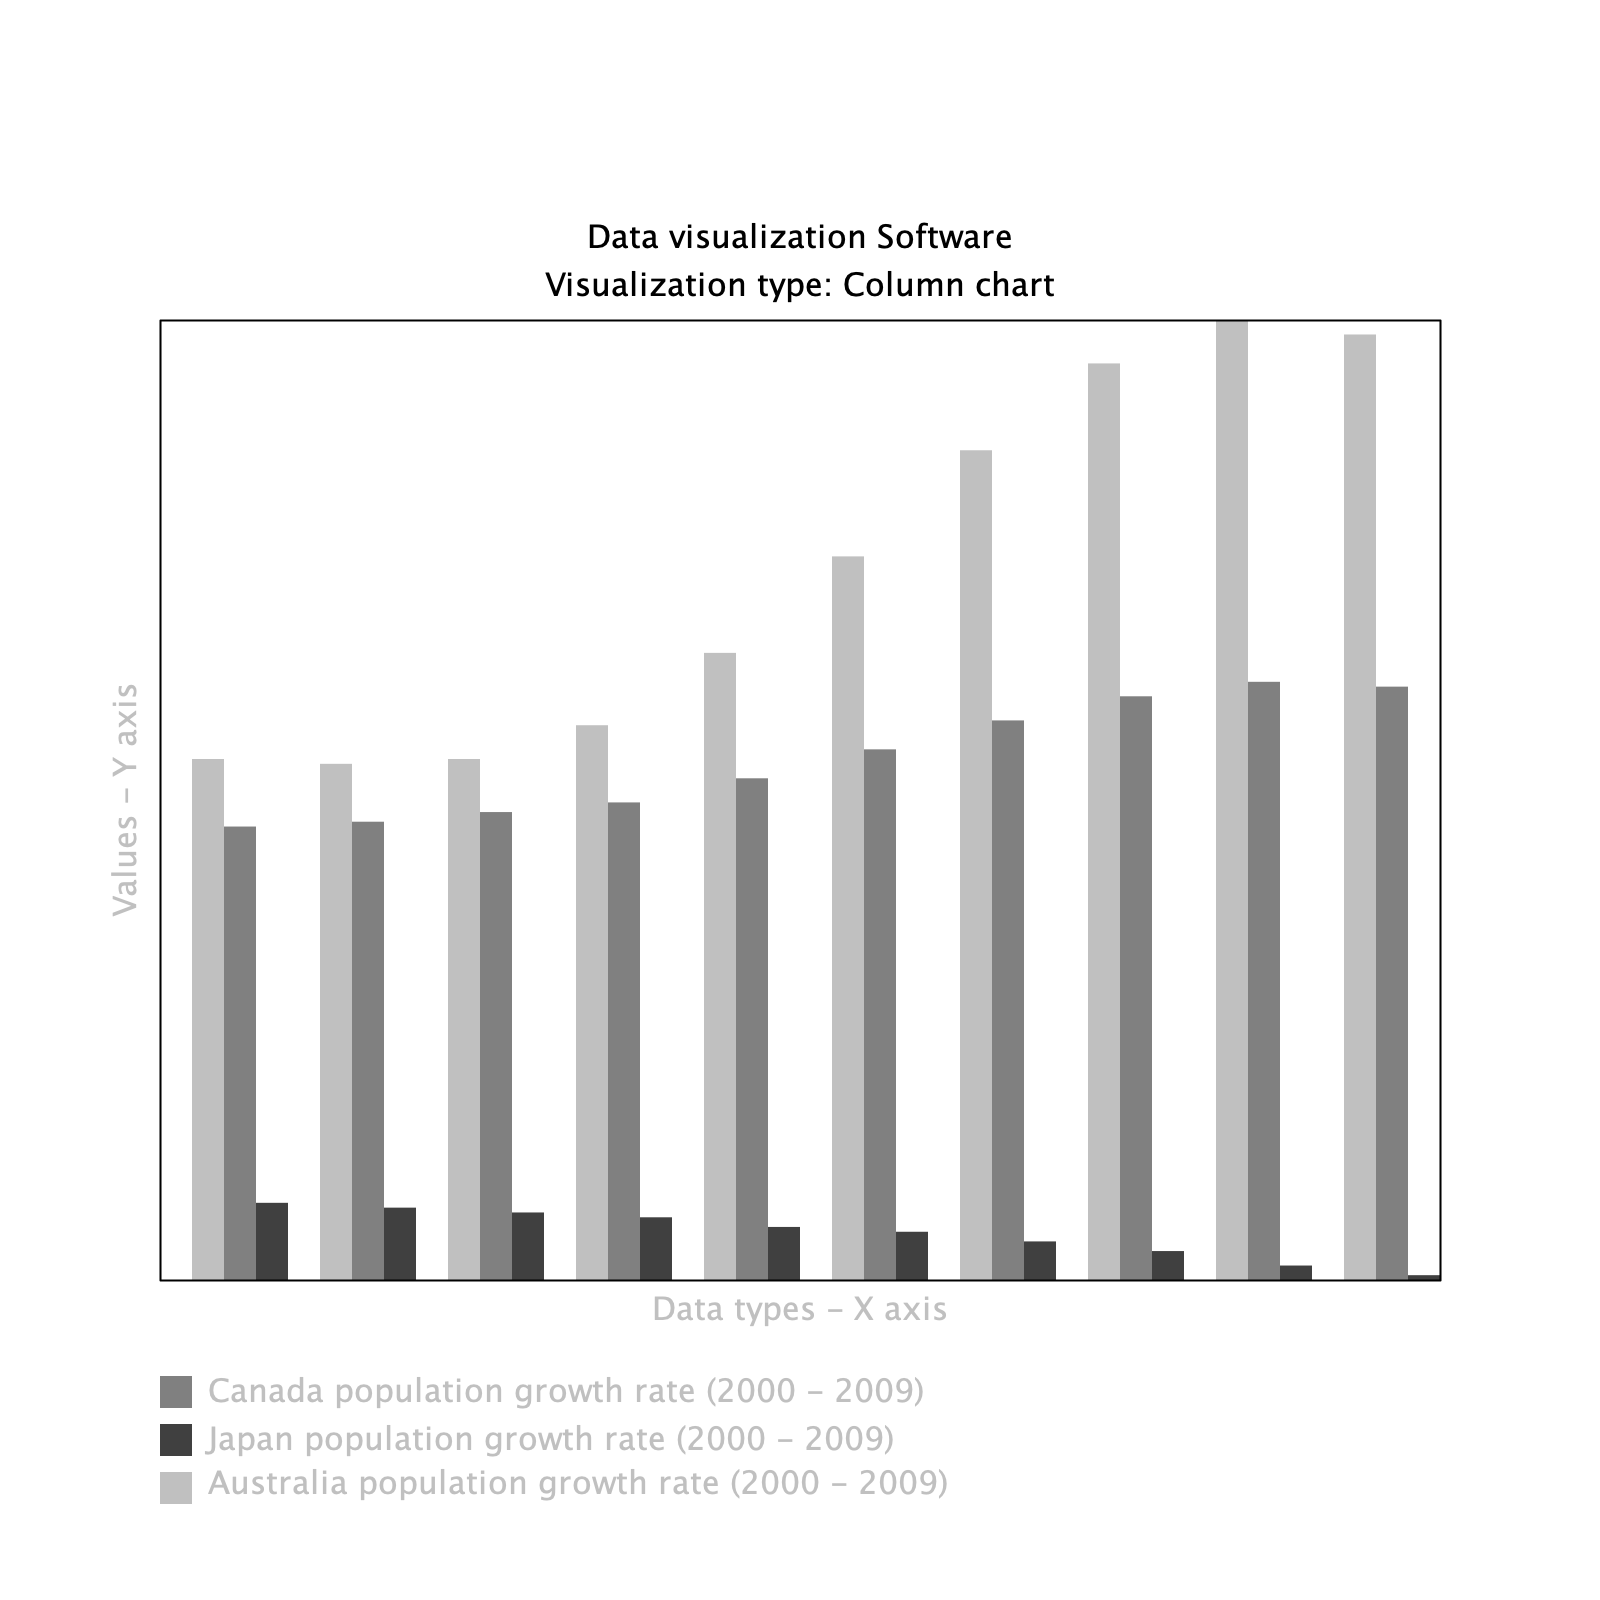 Data visualization Software
Visualization type: Column chart
Values – Y axis
Data types – X axis
Canada population growth rate (2000 – 2009)
Japan population growth rate (2000 – 2009)
Australia population growth rate (2000 – 2009)